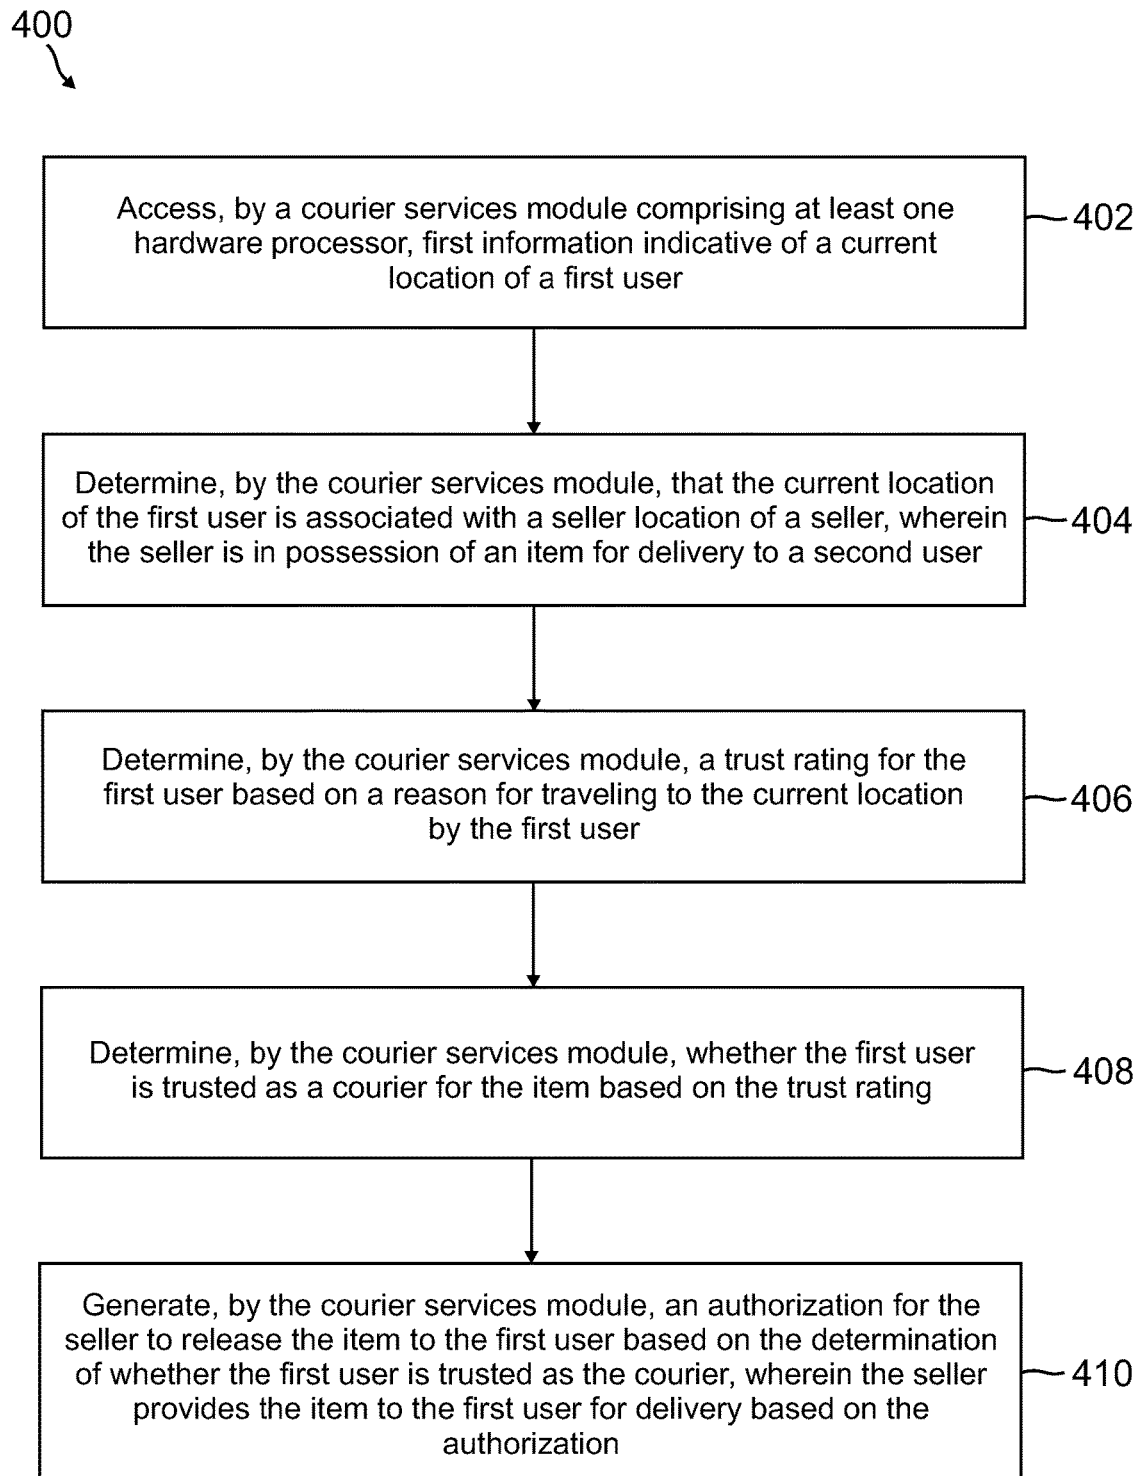 400
Access, by a courier services module comprising at least one
hardware processor, first information indicative of a current
location of a first user
402
Determine, by the courier services module, that the current location
of the first user is associated with a seller location of a seller, wherein
the seller is in possession of an item for delivery to a second user
404
Determine, by the courier services module, a trust rating for the
first user based on a reason for traveling to the current location
by the first user
406
Determine, by the courier services module, whether the first user
is trusted as a courier for the item based on the trust rating
408
Generate, by the courier services module, an authorization for the
seller to release the item to the first user based on the determination
of whether the first user is trusted as the courier, wherein the seller
provides the item to the first user for delivery based on the
authorization
410